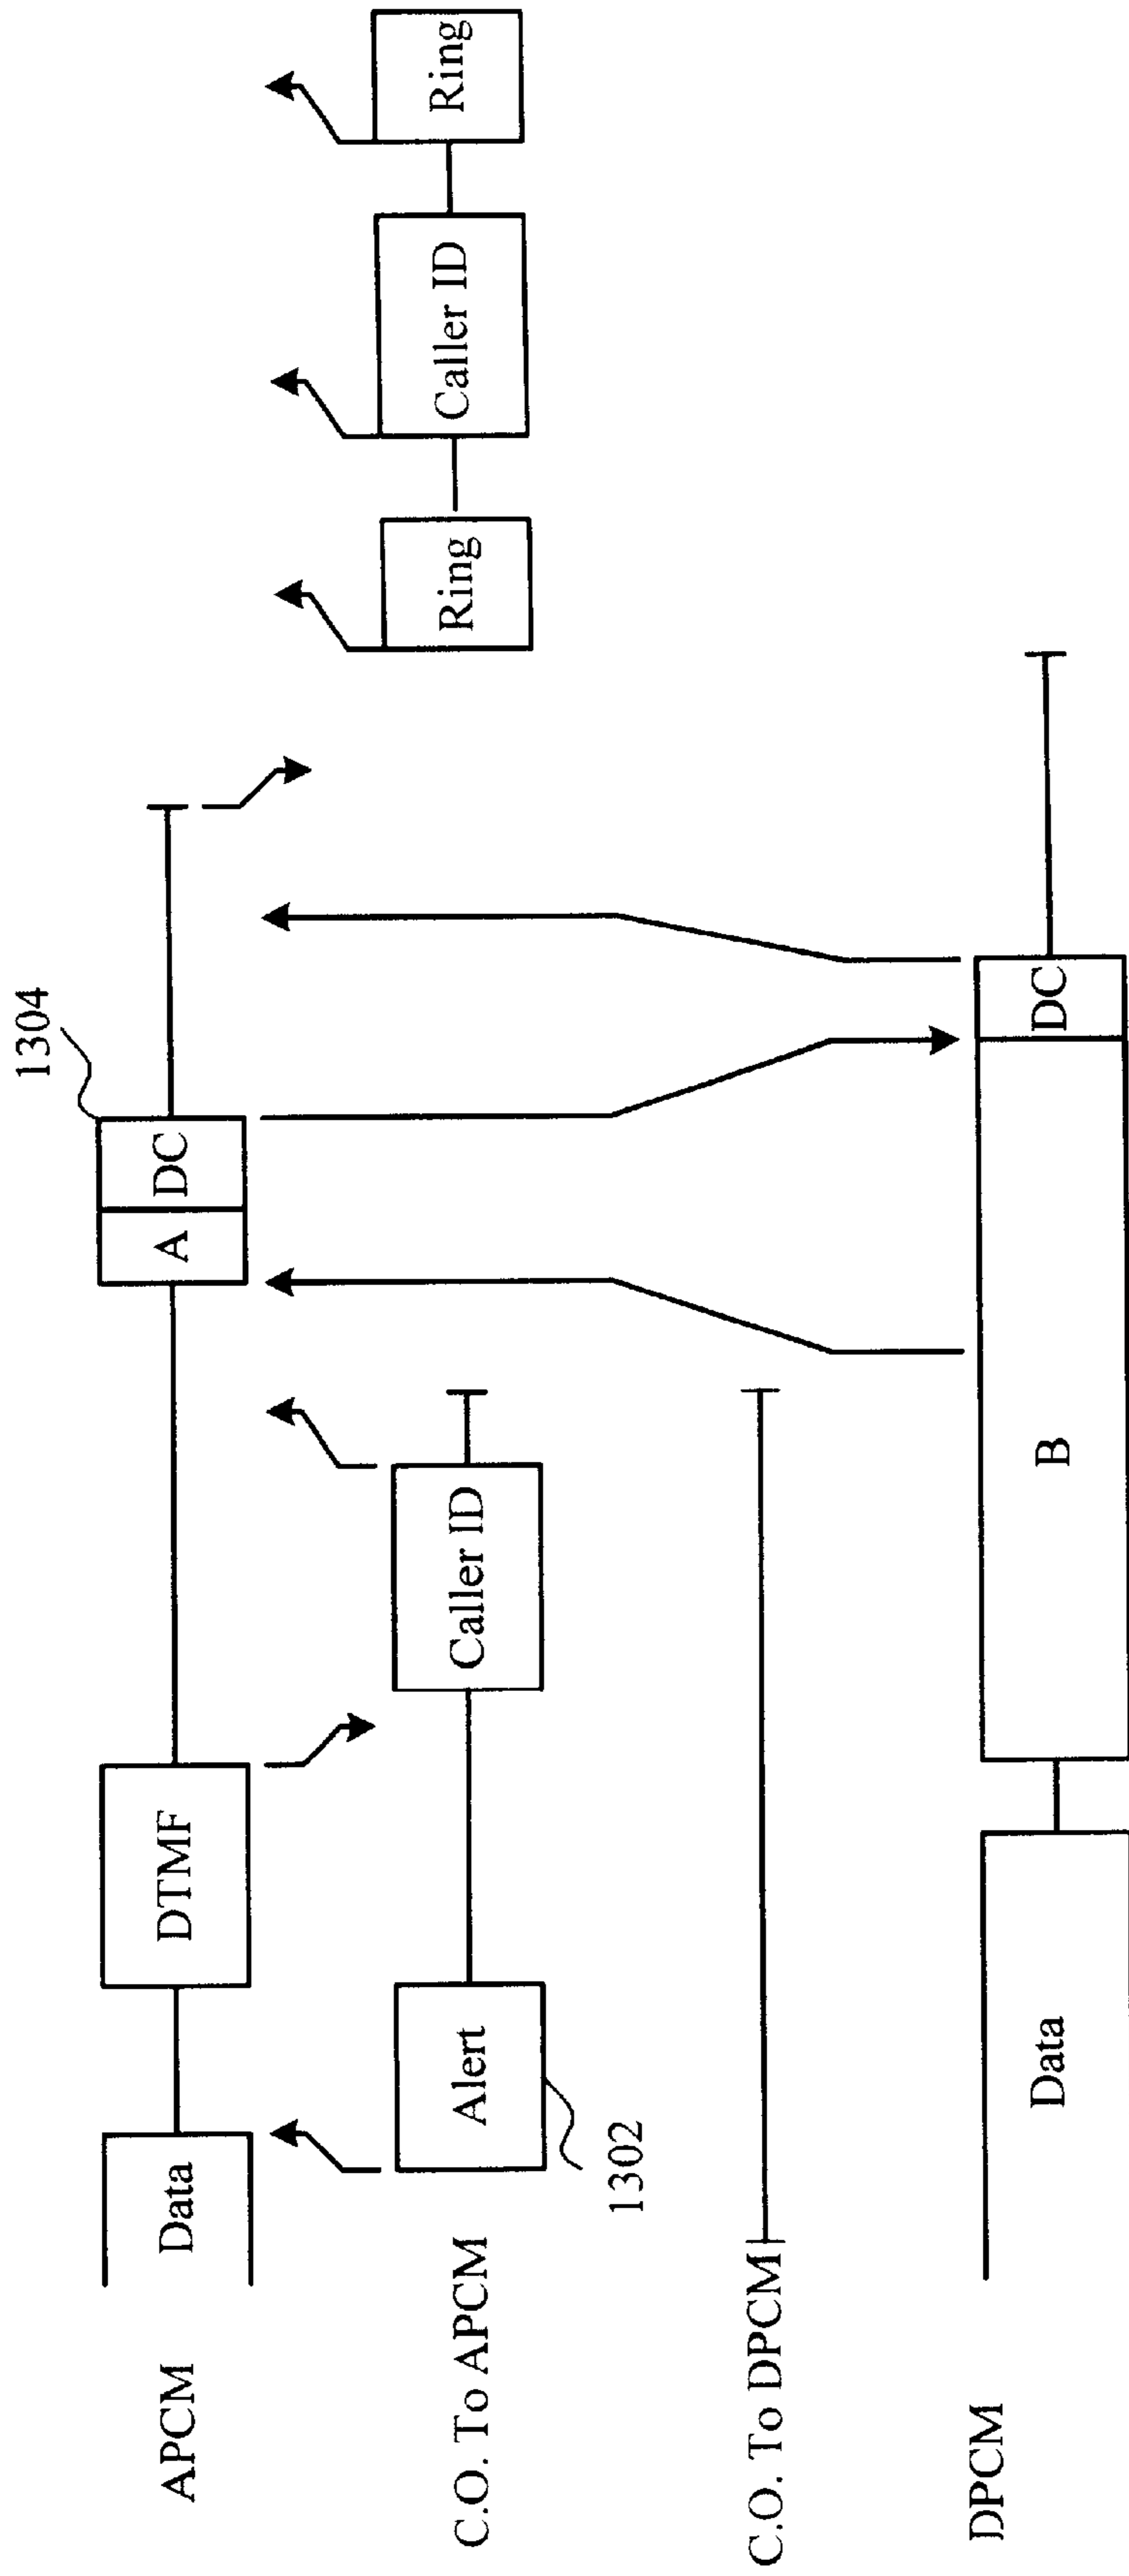 APCM
Data
DTMF
A
DC
1304
C.O. To APCM
Alert
1302
Caller ID
Ring
Caller ID
Ring
C.O. To DPCM
DPCM
Data
B
DC